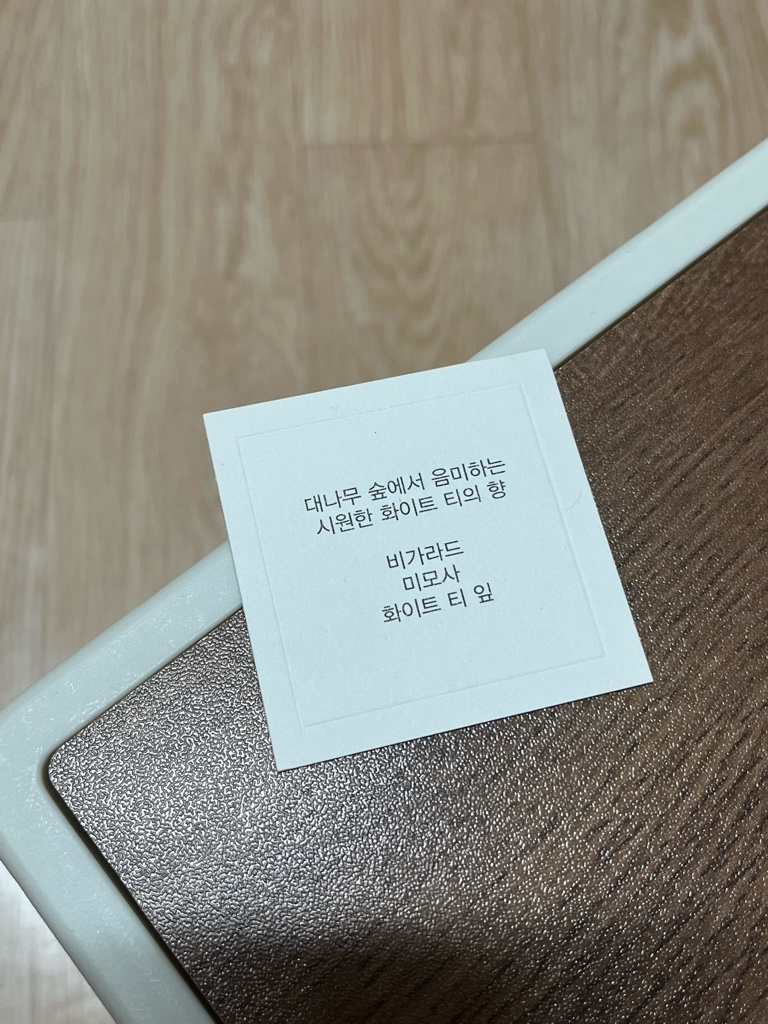 대나무 숲에서 음미하는
시원한 화이트 티의 향
비가라드
미모사
화이트 티 잎